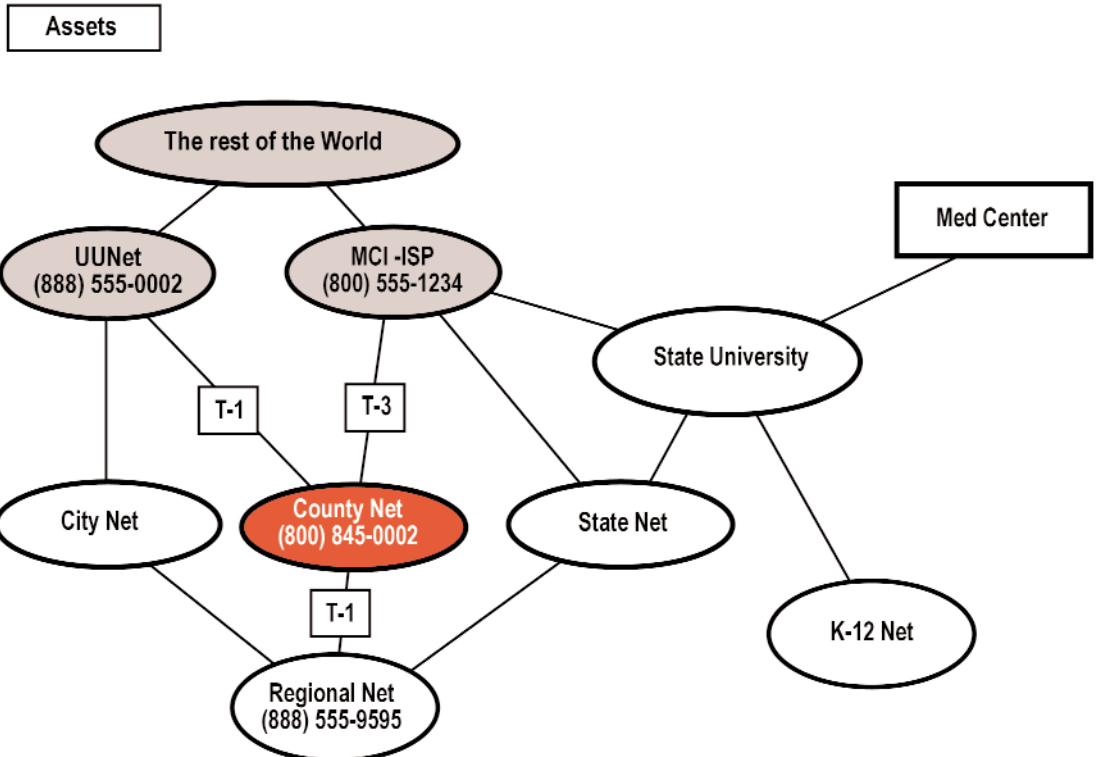 Assets
The rest of the World
UUNet
(888) 555-0002
MCI -ISP
(800) 555-1234
Med Center
State University
T-1
T-3
City Net
County Net
(800) 845-0002
State Net
T-1
K-12 Net
Regional Net
(888) 555-9595